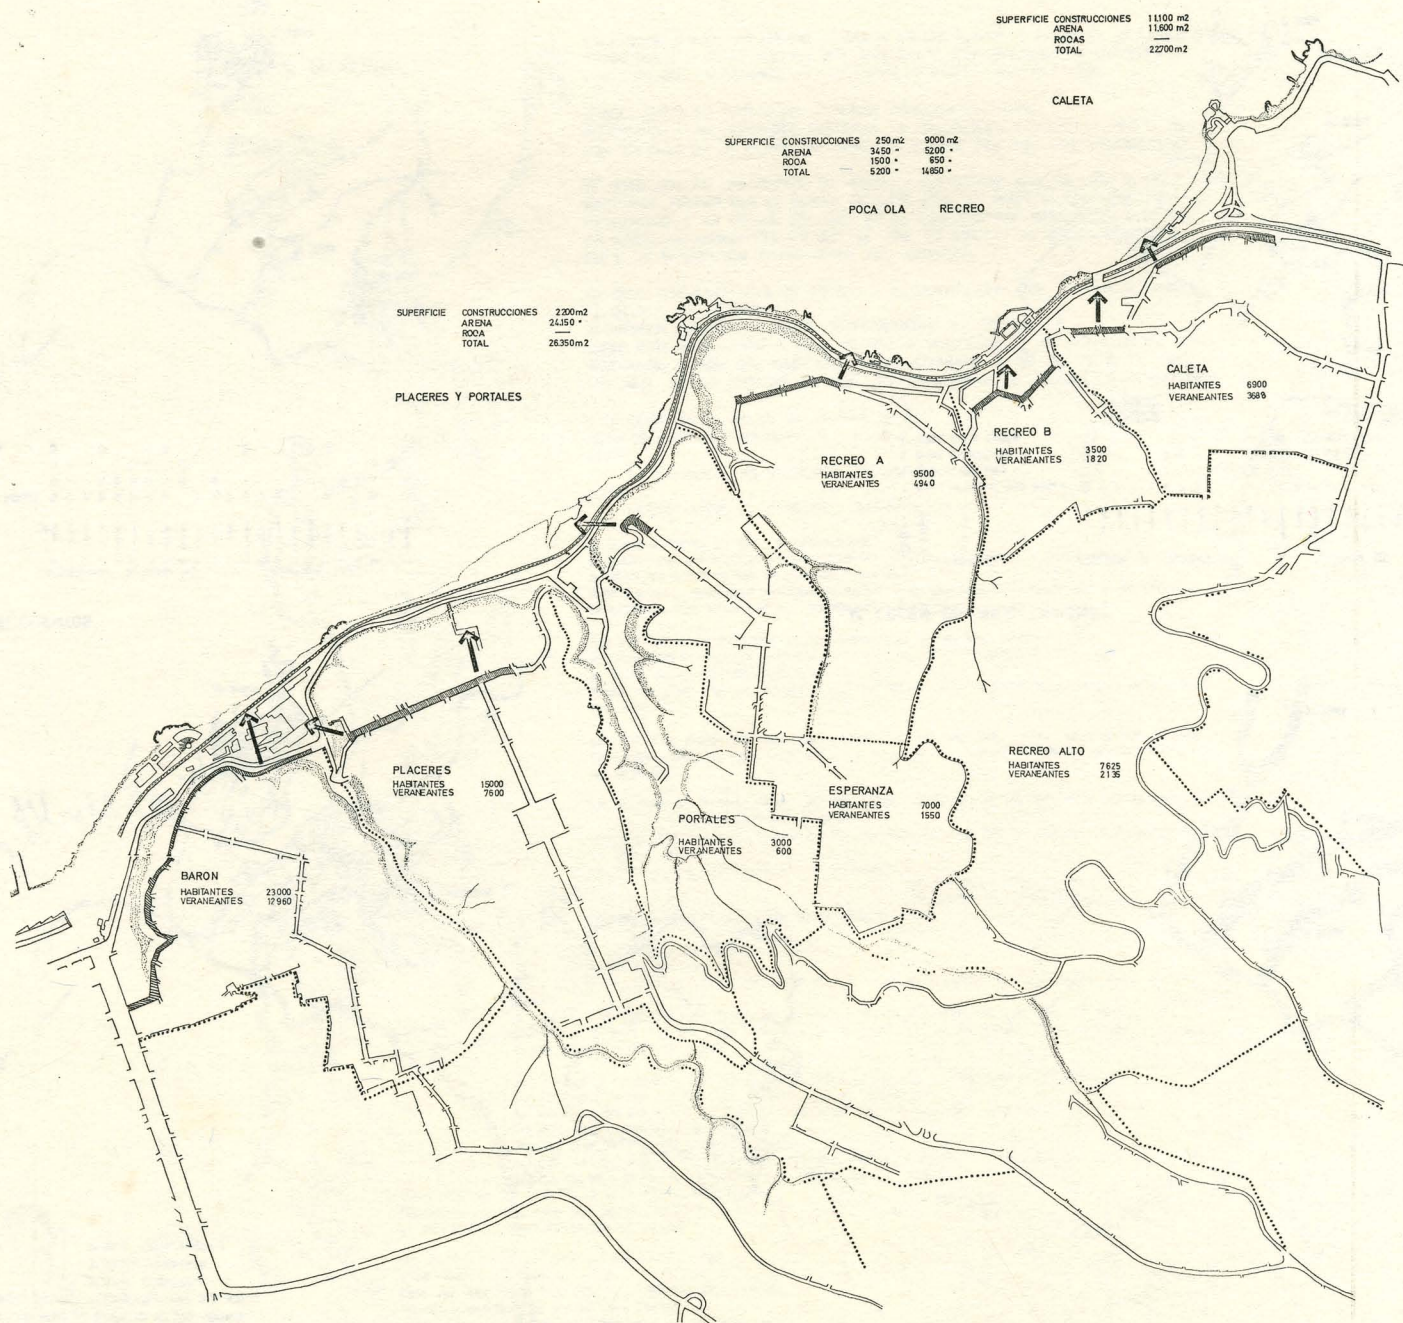 SUPERFICIE CONSTRUCCIONES 11.100 m2
ARENA 11.600 m2
ROCAS —
TOTAL 22700 m2
CALETA
SUPERFICIE CONSTRUCCIONES 250 m2 9000 m2
ARENA 3450 " 5200 "
ROCA 1500 " 650 "
TOTAL 5200 " 14850 "
POCA OLA RECREO
SUPERFICIE CONSTRUCCIONES 2200 m2
ARENA 24.150 "
ROCA —
TOTAL 26.350 m2
PLACERES Y PORTALES
CALETA
HABITANTES 6900
VERANEANTES 3688
RECREO B
HABITANTES 3500
VERANEANTES 1820
RECREO A
HABITANTES 9500
VERANEANTES 4940
RECREO ALTO
HABITANTES 7625
VERANEANTES 2135
PLACERES
HABITANTES 15000
VERANEANTES 7600
ESPERANZA
HABITANTES 7000
VERANEANTES 1550
PORTALES
HABITANTES 3000
VERANEANTES 600
BARON
HABITANTES 23000
VERANEANTES 12960